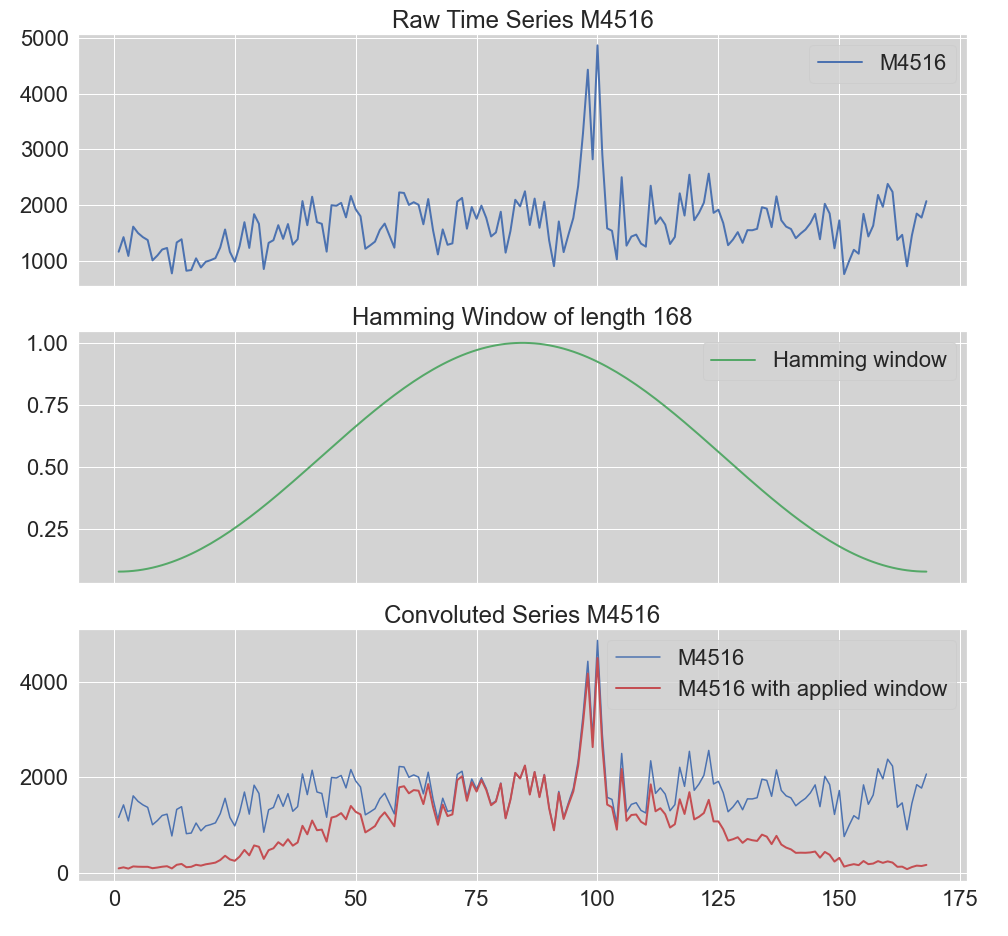 Raw Time Series M4516
5000
4000
3000
2000
1000
M4516
Hamming Window of length 168
1.00
0.75
0.50
0.25
Hamming window
Convoluted Series M4516
4000
2000
0
M4516
M4516 with applied window
0 25 50 75 100 125 150 175